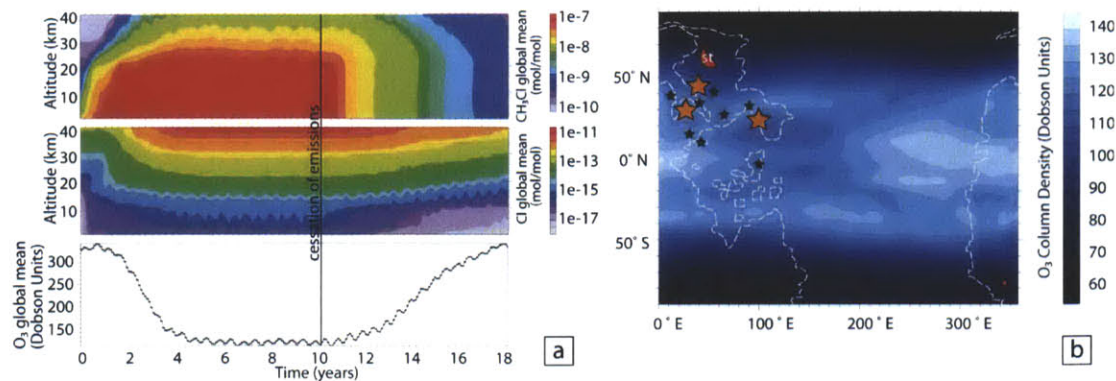 40
30
20
10
Altitude (km)
1e-7
1e-8
1e-9
1e-10
CH₃Cl global mean
(mol/mol)
40
30
20
10
Altitude (km)
1e-11
1e-13
1e-15
1e-17
Cl global mean
(mol/mol)
cessation of emissions
300
250
200
150
O₃ global mean
(Dobson Units)
0 2 4 6 8 10 12 14 16 18
Time (years)
a
st
50° N
0° N
50° S
0° E 100° E 200° E 300° E
140
130
120
110
100
90
80
70
60
O₃ Column Density (Dobson Units)
b